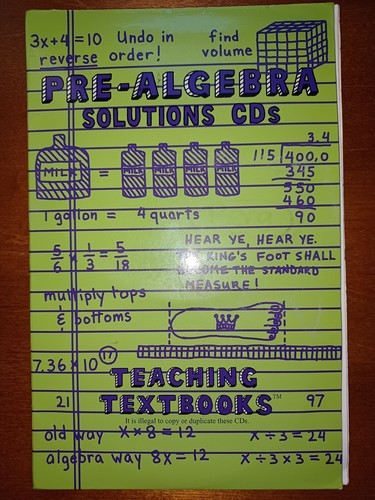 3x+4=10 Undo in reverse order! find volume
PRE-ALGEBRA
SOLUTIONS CDs
MILK = MILK MILK MILK MILK
1 gallon = 4 quarts
3.4
115 400.0
345
550
460
90
5/6 x 1/3 = 5/18
multiply tops & bottoms
HEAR YE, HEAR YE.
THE KING'S FOOT SHALL
BECOME THE STANDARD
MEASURE!
7.36 x 10 17
TEACHING
TEXTBOOKS™
It is illegal to copy or duplicate these CDs.
21
97
old way x x 8 = 12 x ÷ 3 = 24
algebra way 8x = 12 x ÷ 3 x 3 = 24